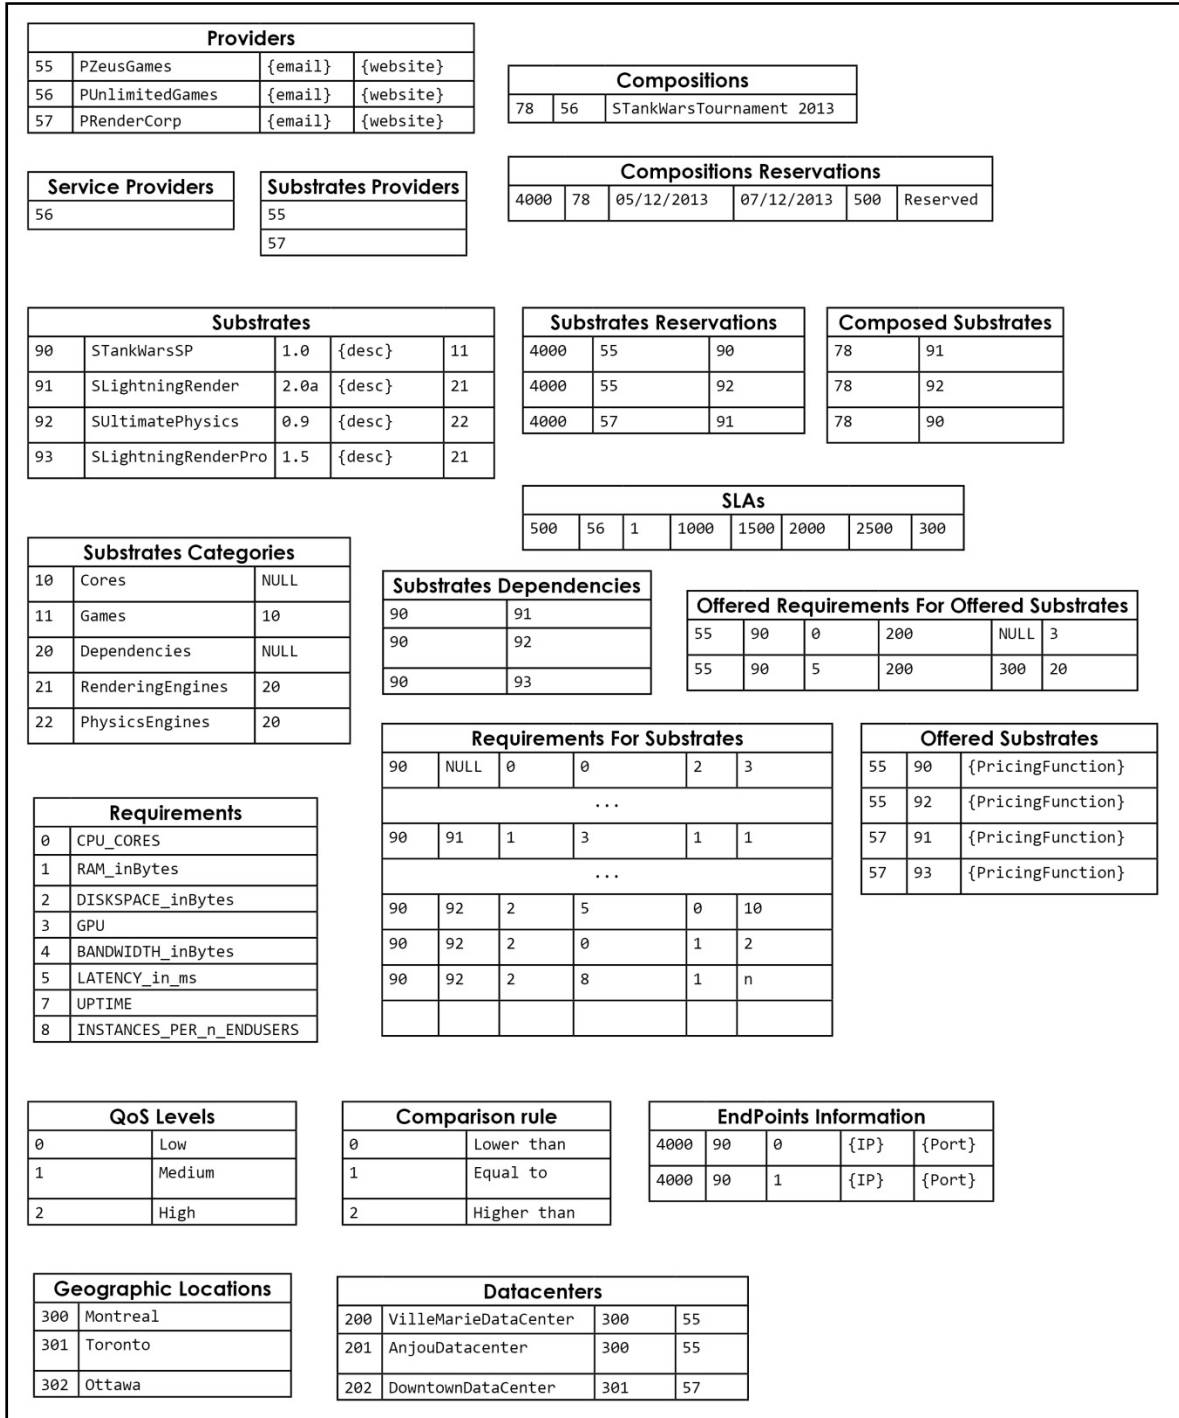 Providers
55 PZeusGames {email} {website}
56 PUnlimitedGames {email} {website}
57 PRenderCorp {email} {website}
Compositions
78 56 STankWarsTournament 2013
Service Providers
56
Substrates Providers
55
57
Compositions Reservations
4000 78 05/12/2013 07/12/2013 500 Reserved
Substrates
90 STankWarsSP 1.0 {desc} 11
91 SLightningRender 2.0a {desc} 21
92 SUltimatePhysics 0.9 {desc} 22
93 SLightningRenderPro 1.5 {desc} 21
Substrates Reservations
4000 55 90
4000 55 92
4000 57 91
Composed Substrates
78 91
78 92
78 90
SLAs
500 56 1 1000 1500 2000 2500 300
Substrates Categories
10 Cores NULL
11 Games 10
20 Dependencies NULL
21 RenderingEngines 20
22 PhysicsEngines 20
Substrates Dependencies
90 91
90 92
90 93
Offered Requirements For Offered Substrates
55 90 0 200 NULL 3
55 90 5 200 300 20
Requirements For Substrates
90 NULL 0 0 2 3
...
90 91 1 3 1 1
...
90 92 2 5 0 10
90 92 2 0 1 2
90 92 2 8 1 n
Offered Substrates
55 90 {PricingFunction}
55 92 {PricingFunction}
57 91 {PricingFunction}
57 93 {PricingFunction}
Requirements
0 CPU_CORES
1 RAM_inBytes
2 DISKSPACE_inBytes
3 GPU
4 BANDWIDTH_inBytes
5 LATENCY_in_ms
7 UPTIME
8 INSTANCES_PER_n_ENDUSERS
QoS Levels
0 Low
1 Medium
2 High
Comparison rule
0 Lower than
1 Equal to
2 Higher than
EndPoints Information
4000 90 0 {IP} {Port}
4000 90 1 {IP} {Port}
Geographic Locations
300 Montreal
301 Toronto
302 Ottawa
Datacenters
200 VilleMarieDataCenter 300 55
201 AnjouDatacenter 300 55
202 DowntownDataCenter 301 57